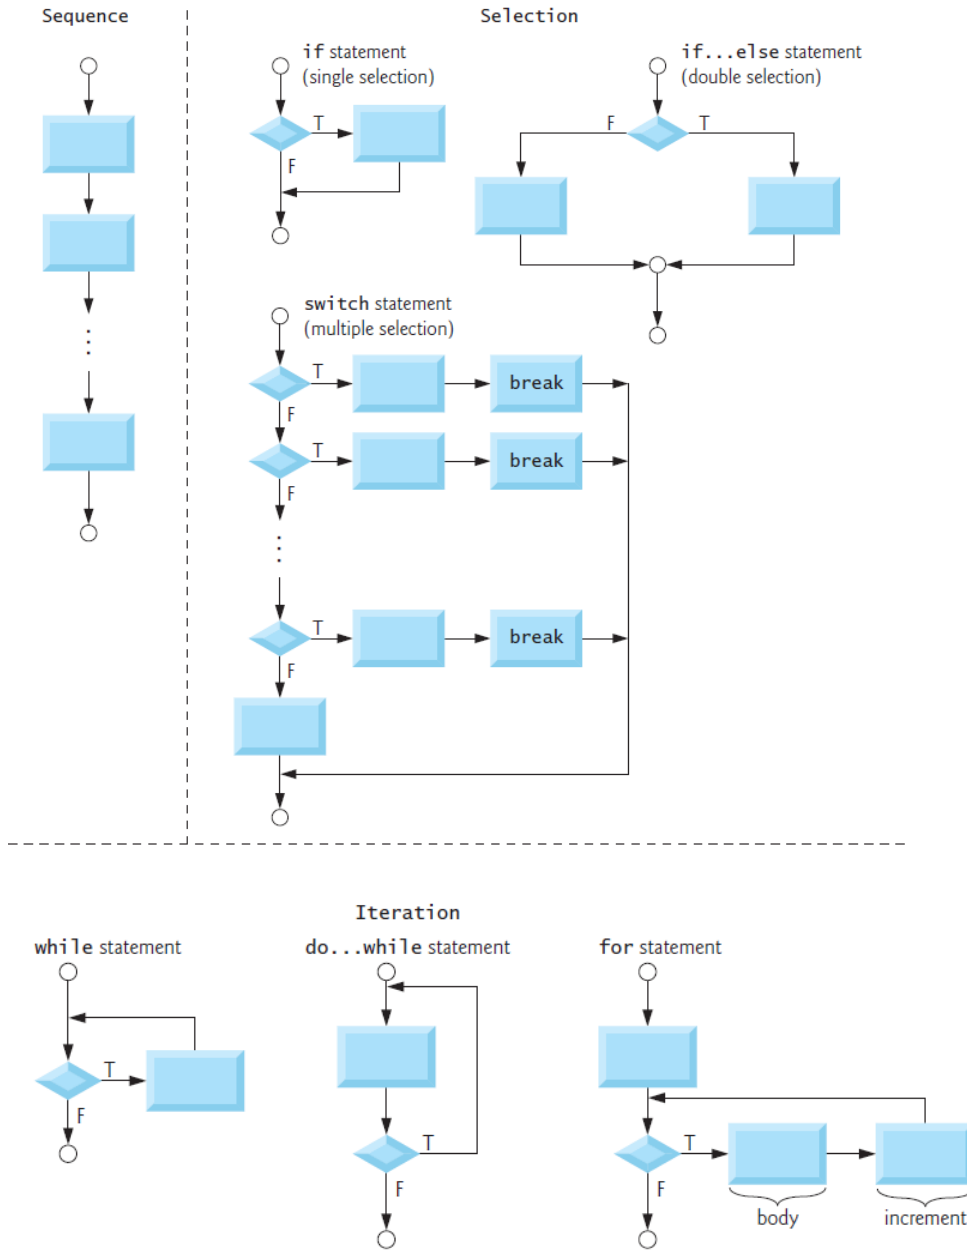 Sequence
Selection
if statement
(single selection)
T
F
if...else statement
(double selection)
F
T
switch statement
(multiple selection)
T
break
F
T
break
F
T
break
F
Iteration
while statement
T
F
do...while statement
T
F
for statement
T
F
body
increment